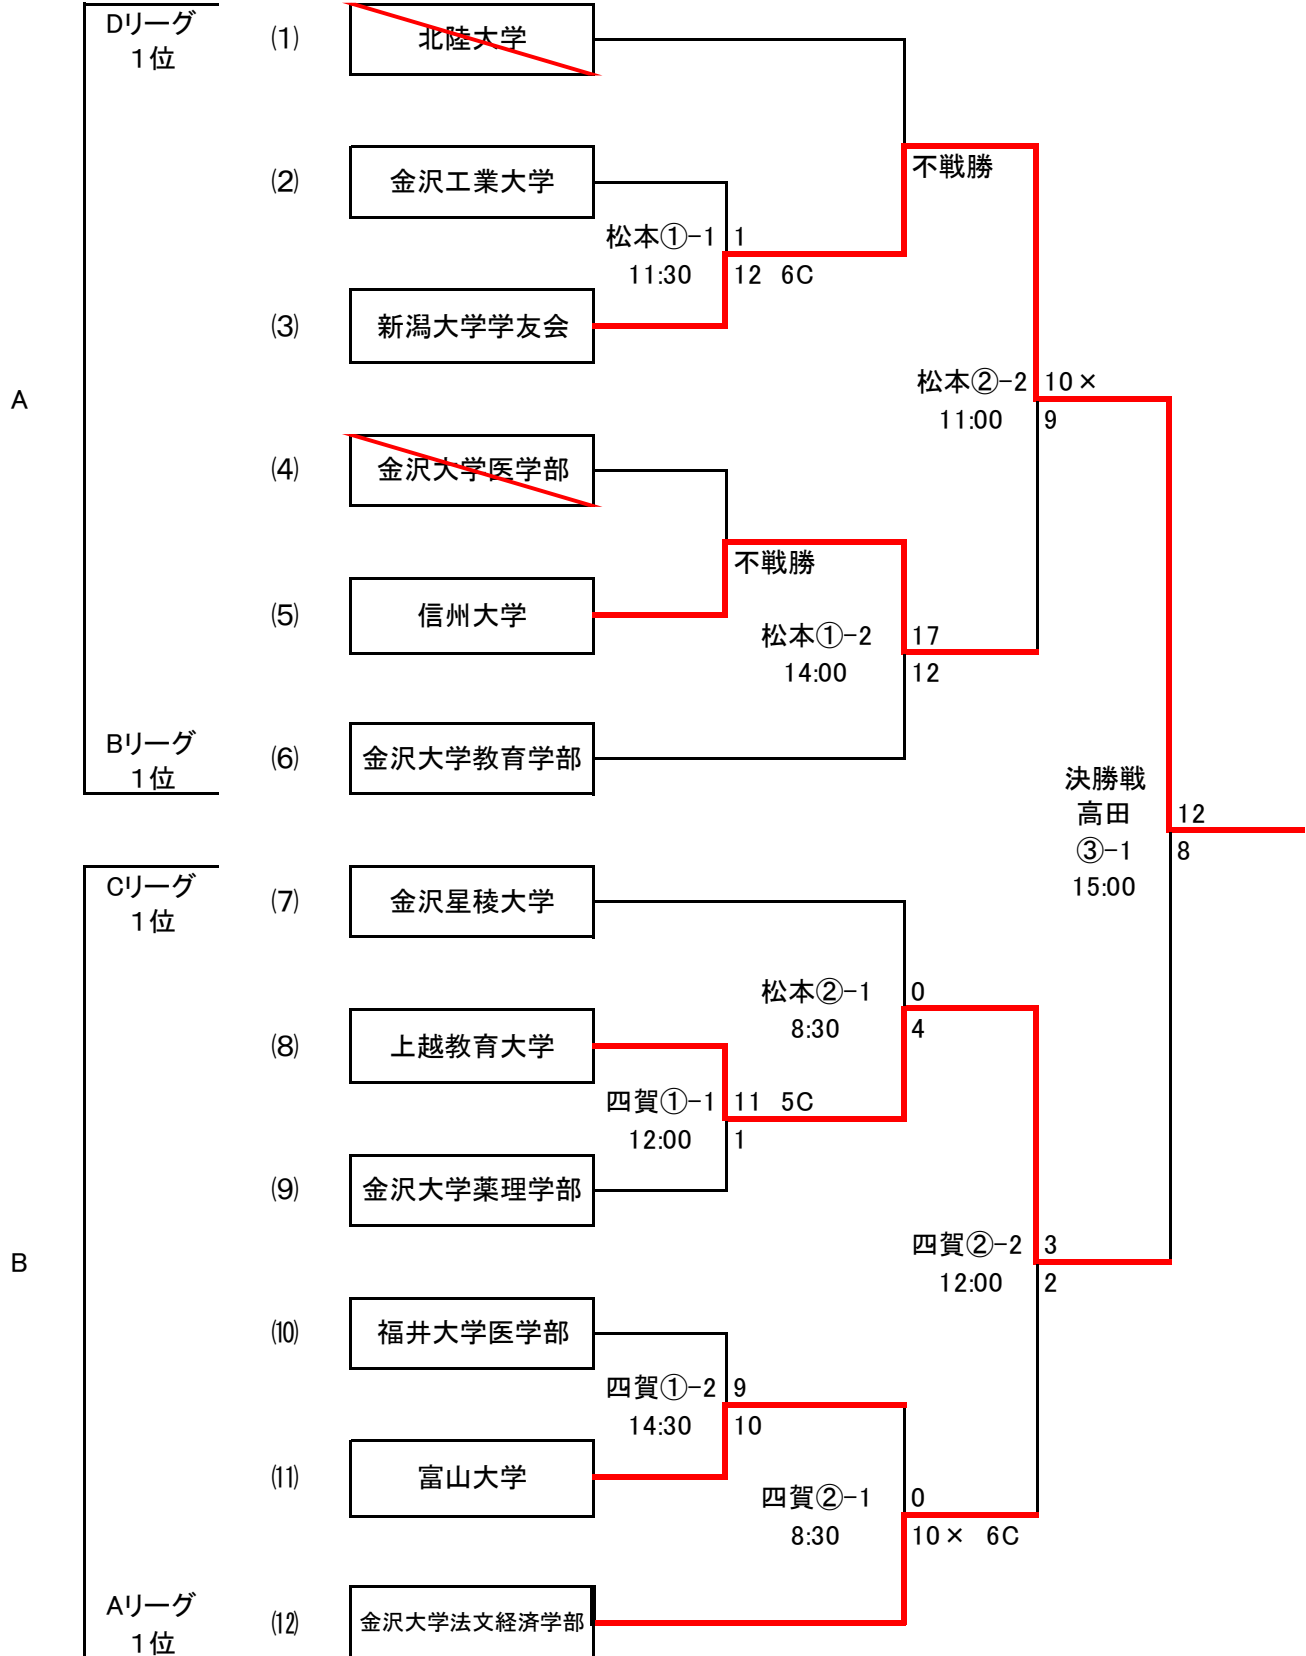 Dリーグ
１位
⑴
北陸大学
⑵
金沢工業大学
不戦勝
松本①-1
1
11:30
12 6C
⑶
新潟大学学友会
A
松本②-2
10×
11:00
9
⑷
金沢大学医学部
不戦勝
⑸
信州大学
松本①-2
17
14:00
12
Bリーグ
１位
⑹
金沢大学教育学部
決勝戦
高田
③-1
15:00
12
8
Cリーグ
１位
⑺
金沢星稜大学
松本②-1
0
8:30
4
⑻
上越教育大学
四賀①-1
11 5C
12:00
1
⑼
金沢大学薬理学部
B
四賀②-2
3
12:00
2
⑽
福井大学医学部
四賀①-2
9
14:30
10
⑾
富山大学
四賀②-1
0
8:30
10× 6C
Aリーグ
１位
⑿
金沢大学法文経済学部